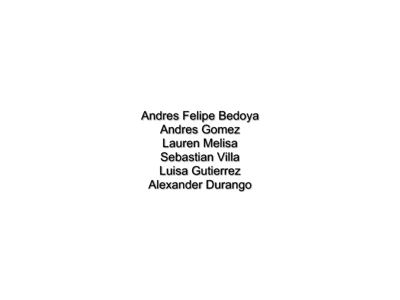 Andres Felipe Bedoya
Andres Gomez
Lauren Melisa
Sebastian Villa
Luisa Gutierrez
Alexander Durango